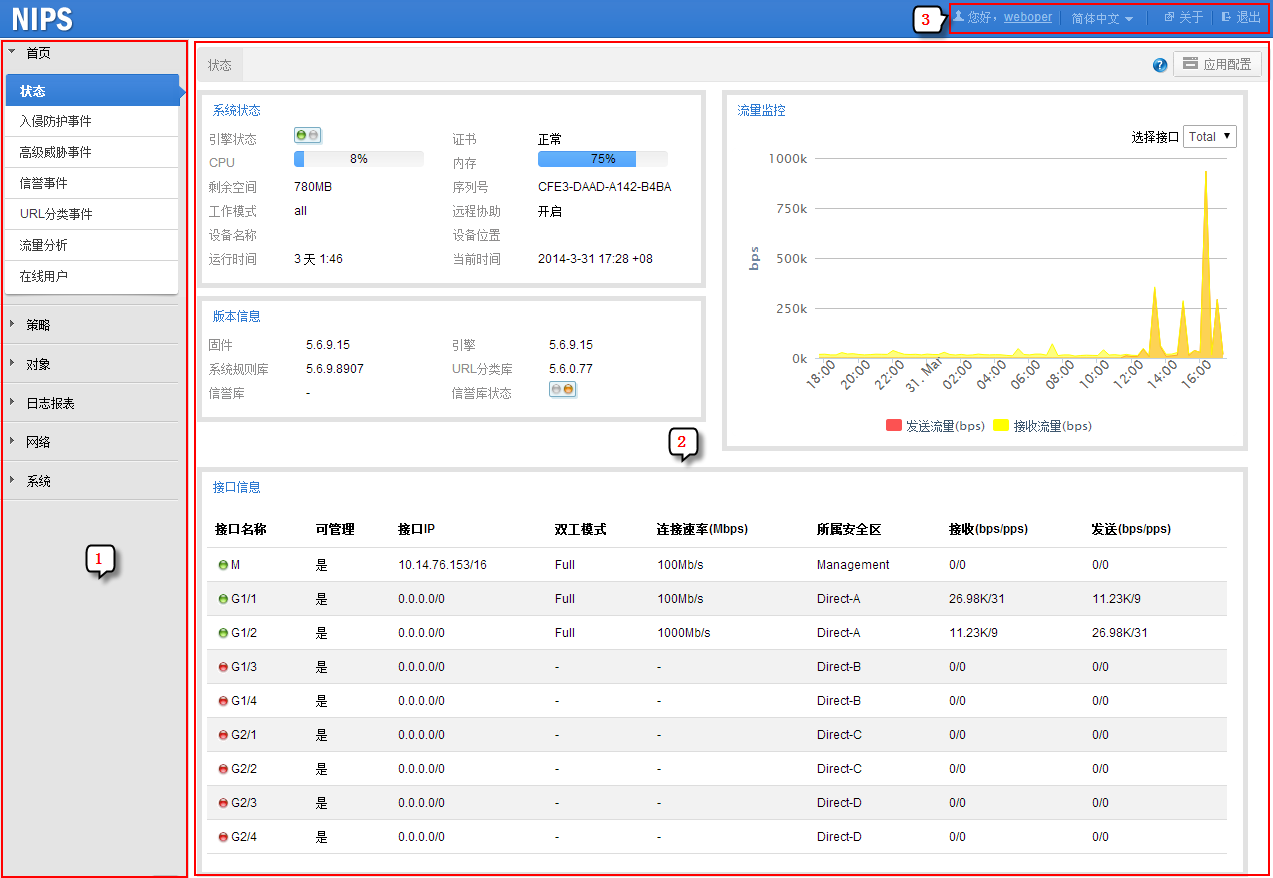 NIPS
3
您好，weoper 简体中文 关于 退出
首页
状态
入侵防护事件
高级威胁事件
信誉事件
URL分类事件
流量分析
在线用户
策略
对象
日志报表
网络
系统
1
状态
? 应用配置
系统状态
引擎状态 证书 正常
CPU 8% 内存 75%
剩余空间 780MB 序列号 CFE3-DAAD-A142-B4BA
工作模式 all 远程协助 开启
设备名称 设备位置
运行时间 3 天 1:46 当前时间 2014-3-31 17:28 +08
版本信息
固件 5.6.9.15 引擎 5.6.9.15
系统规则库 5.6.9.8907 URL分类库 5.6.0.77
信誉库 - 信誉库状态
2
流量监控
选择接口 Total
1000k
750k
500k
250k
0k
bps
18:00 20:00 22:00 31. Mar 02:00 04:00 06:00 08:00 10:00 12:00 14:00 16:00
发送流量(bps) 接收流量(bps)
接口信息
接口名称 可管理 接口IP 双工模式 连接速率(Mbps) 所属安全区 接收(bps/pps) 发送(bps/pps)
M 是 10.14.76.153/16 Full 100Mb/s Management 0/0 0/0
G1/1 是 0.0.0.0/0 Full 100Mb/s Direct-A 26.98K/31 11.23K/9
G1/2 是 0.0.0.0/0 Full 1000Mb/s Direct-A 11.23K/9 26.98K/31
G1/3 是 0.0.0.0/0 - - Direct-B 0/0 0/0
G1/4 是 0.0.0.0/0 - - Direct-B 0/0 0/0
G2/1 是 0.0.0.0/0 - - Direct-C 0/0 0/0
G2/2 是 0.0.0.0/0 - - Direct-C 0/0 0/0
G2/3 是 0.0.0.0/0 - - Direct-D 0/0 0/0
G2/4 是 0.0.0.0/0 - - Direct-D 0/0 0/0